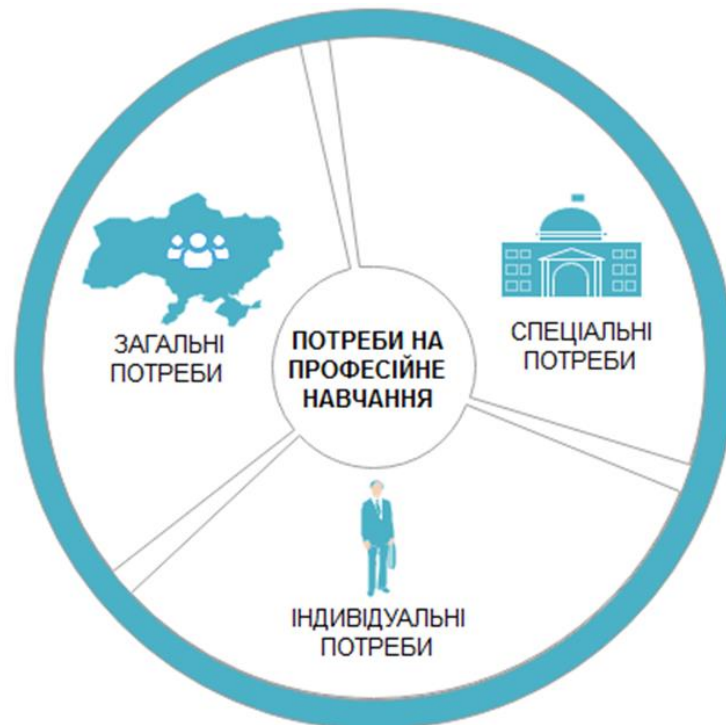 ЗАГАЛЬНІ
ПОТРЕБИ
ПОТРЕБИ НА
ПРОФЕСІЙНЕ
НАВЧАННЯ
СПЕЦІАЛЬНІ
ПОТРЕБИ
ІНДИВІДУАЛЬНІ
ПОТРЕБИ